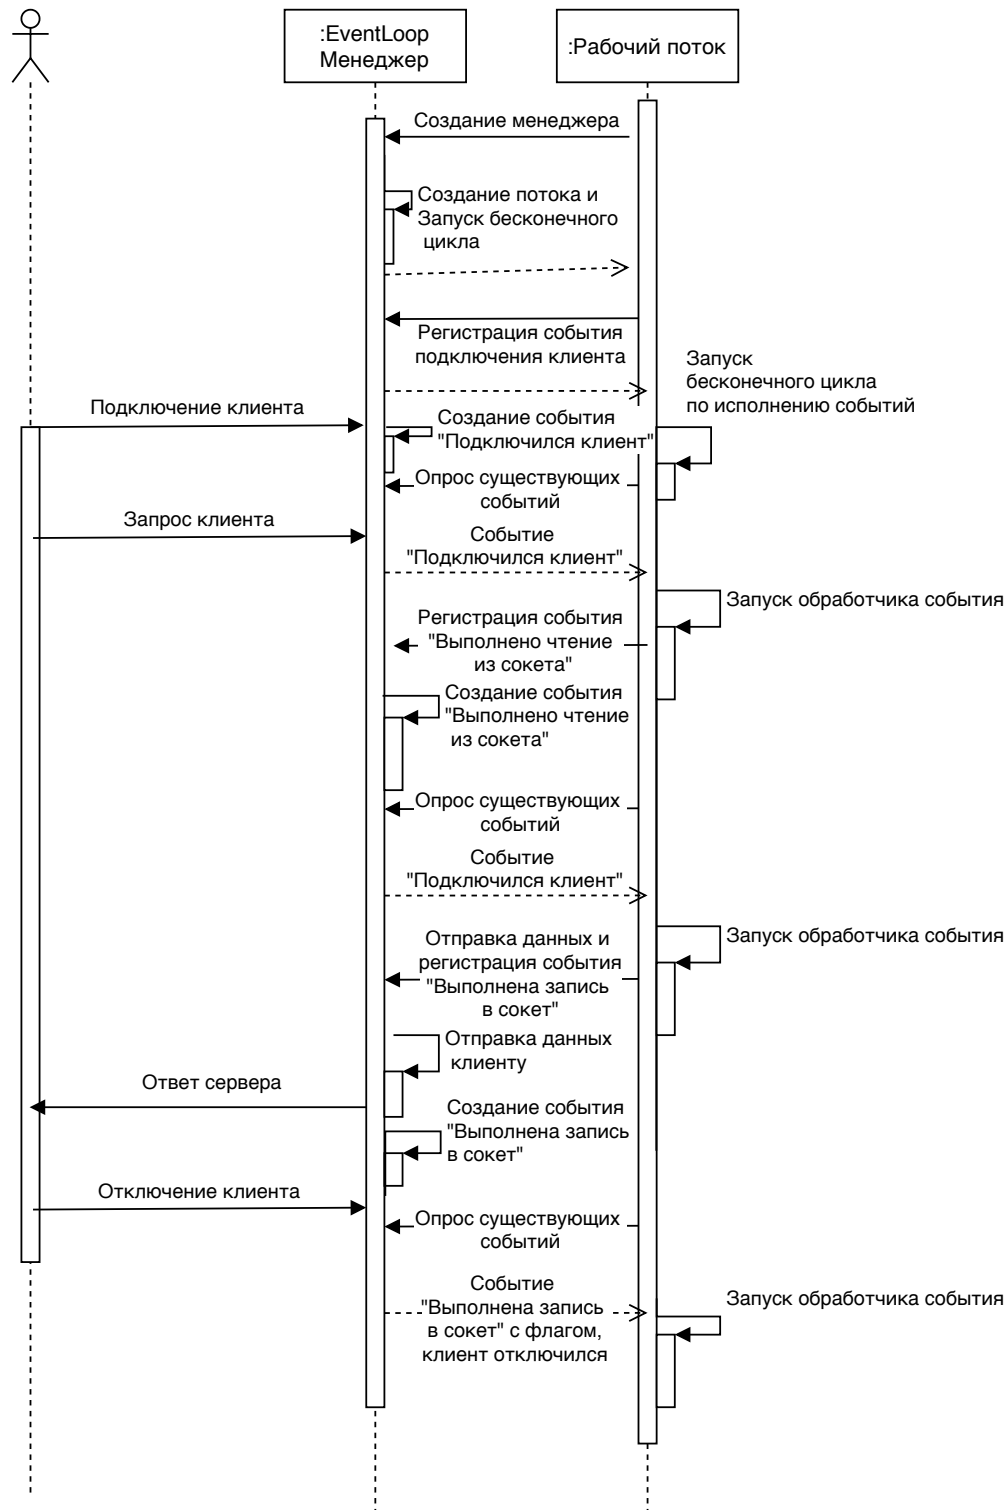 :EventLoop
Менеджер
:Рабочий поток
Создание менеджера
Создание потока и
Запуск бесконечного
цикла
Регистрация события
подключения клиента
Запуск
бесконечного цикла
по исполнению событий
Подключение клиента
Создание события
"Подключился клиент"
Опрос существующих
событий
Запрос клиента
Событие
"Подключился клиент"
Запуск обработчика события
Регистрация события
"Выполнено чтение
из сокета"
Создание события
"Выполнено чтение
из сокета"
Опрос существующих
событий
Событие
"Подключился клиент"
Запуск обработчика события
Отправка данных и
регистрация события
"Выполнена запись
в сокет"
Отправка данных
клиенту
Ответ сервера
Создание события
"Выполнена запись
в сокет"
Отключение клиента
Опрос существующих
событий
Событие
"Выполнена запись
в сокет" с флагом,
клиент отключился
Запуск обработчика события